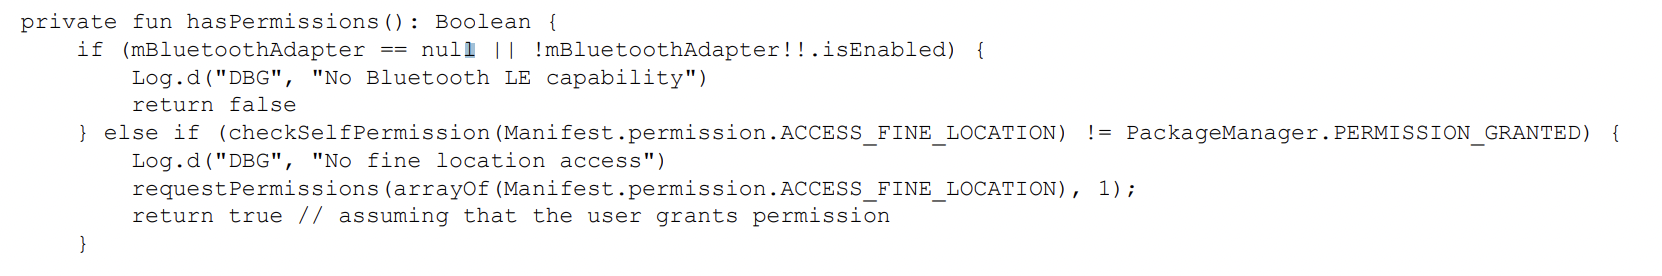 private fun hasPermissions(): Boolean {
    if (mBluetoothAdapter == null || !mBluetoothAdapter!!.isEnabled) {
        Log.d("DBG", "No Bluetooth LE capability")
        return false
    } else if (checkSelfPermission(Manifest.permission.ACCESS_FINE_LOCATION) != PackageManager.PERMISSION_GRANTED) {
        Log.d("DBG", "No fine location access")
        requestPermissions(arrayOf(Manifest.permission.ACCESS_FINE_LOCATION), 1);
        return true // assuming that the user grants permission
    }